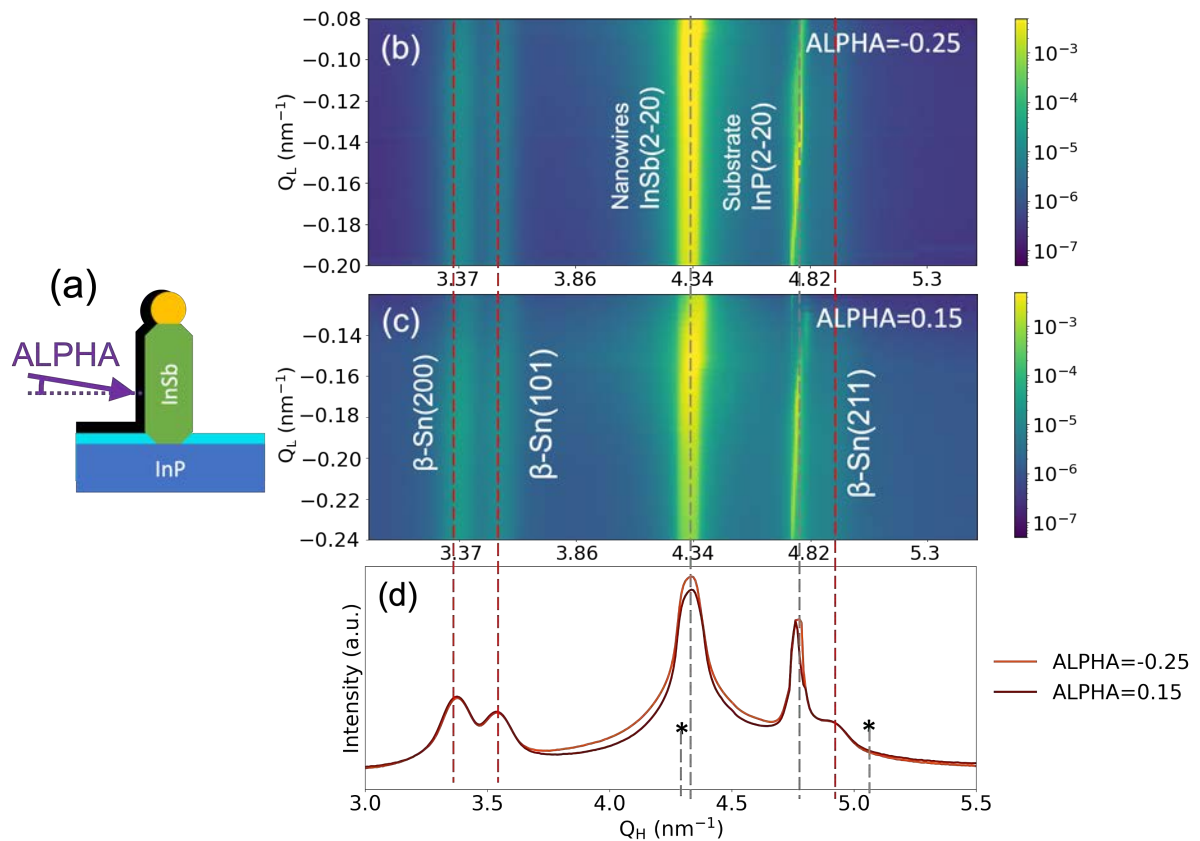 (a)
ALPHA
InSb
InP
(b)
ALPHA=-0.25
Nanowires
InSb(2-20)
Substrate
InP(2-20)
Q_L (nm⁻¹)
−0.08
−0.10
−0.12
−0.14
−0.16
−0.18
−0.20
3.37 3.86 4.34 4.82 5.3
10⁻³
10⁻⁴
10⁻⁵
10⁻⁶
10⁻⁷
(c)
ALPHA=0.15
β-Sn(200)
β-Sn(101)
β-Sn(211)
Q_L (nm⁻¹)
−0.14
−0.16
−0.18
−0.20
−0.22
−0.24
3.37 3.86 4.34 4.82 5.3
10⁻³
10⁻⁴
10⁻⁵
10⁻⁶
10⁻⁷
(d)
Intensity (a.u.)
* *
ALPHA=-0.25
ALPHA=0.15
3.0 3.5 4.0 4.5 5.0 5.5
Q_H (nm⁻¹)